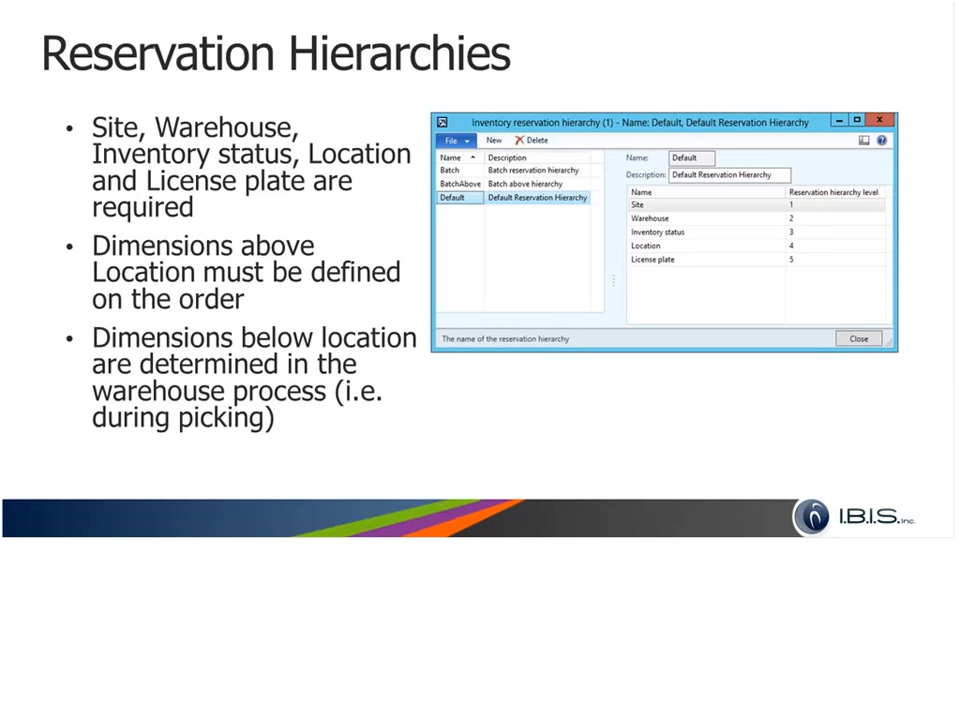 Reservation Hierarchies
• Site, Warehouse,
Inventory status, Location
and License plate are
required
• Dimensions above
Location must be defined
on the order
• Dimensions below location
are determined in the
warehouse process (i.e.
during picking)
Inventory reservation hierarchy (1) - Name: Default, Default Reservation Hierarchy
File New Delete
Name Description
Batch Batch reservation hierarchy
BatchAbove Batch above hierarchy
Default Default Reservation Hierarchy
Name: Default
Description: Default Reservation Hierarchy
Name Reservation hierarchy level
Site 1
Warehouse 2
Inventory status 3
Location 4
License plate 5
The name of the reservation hierarchy
Close
I.B.I.S. Inc.